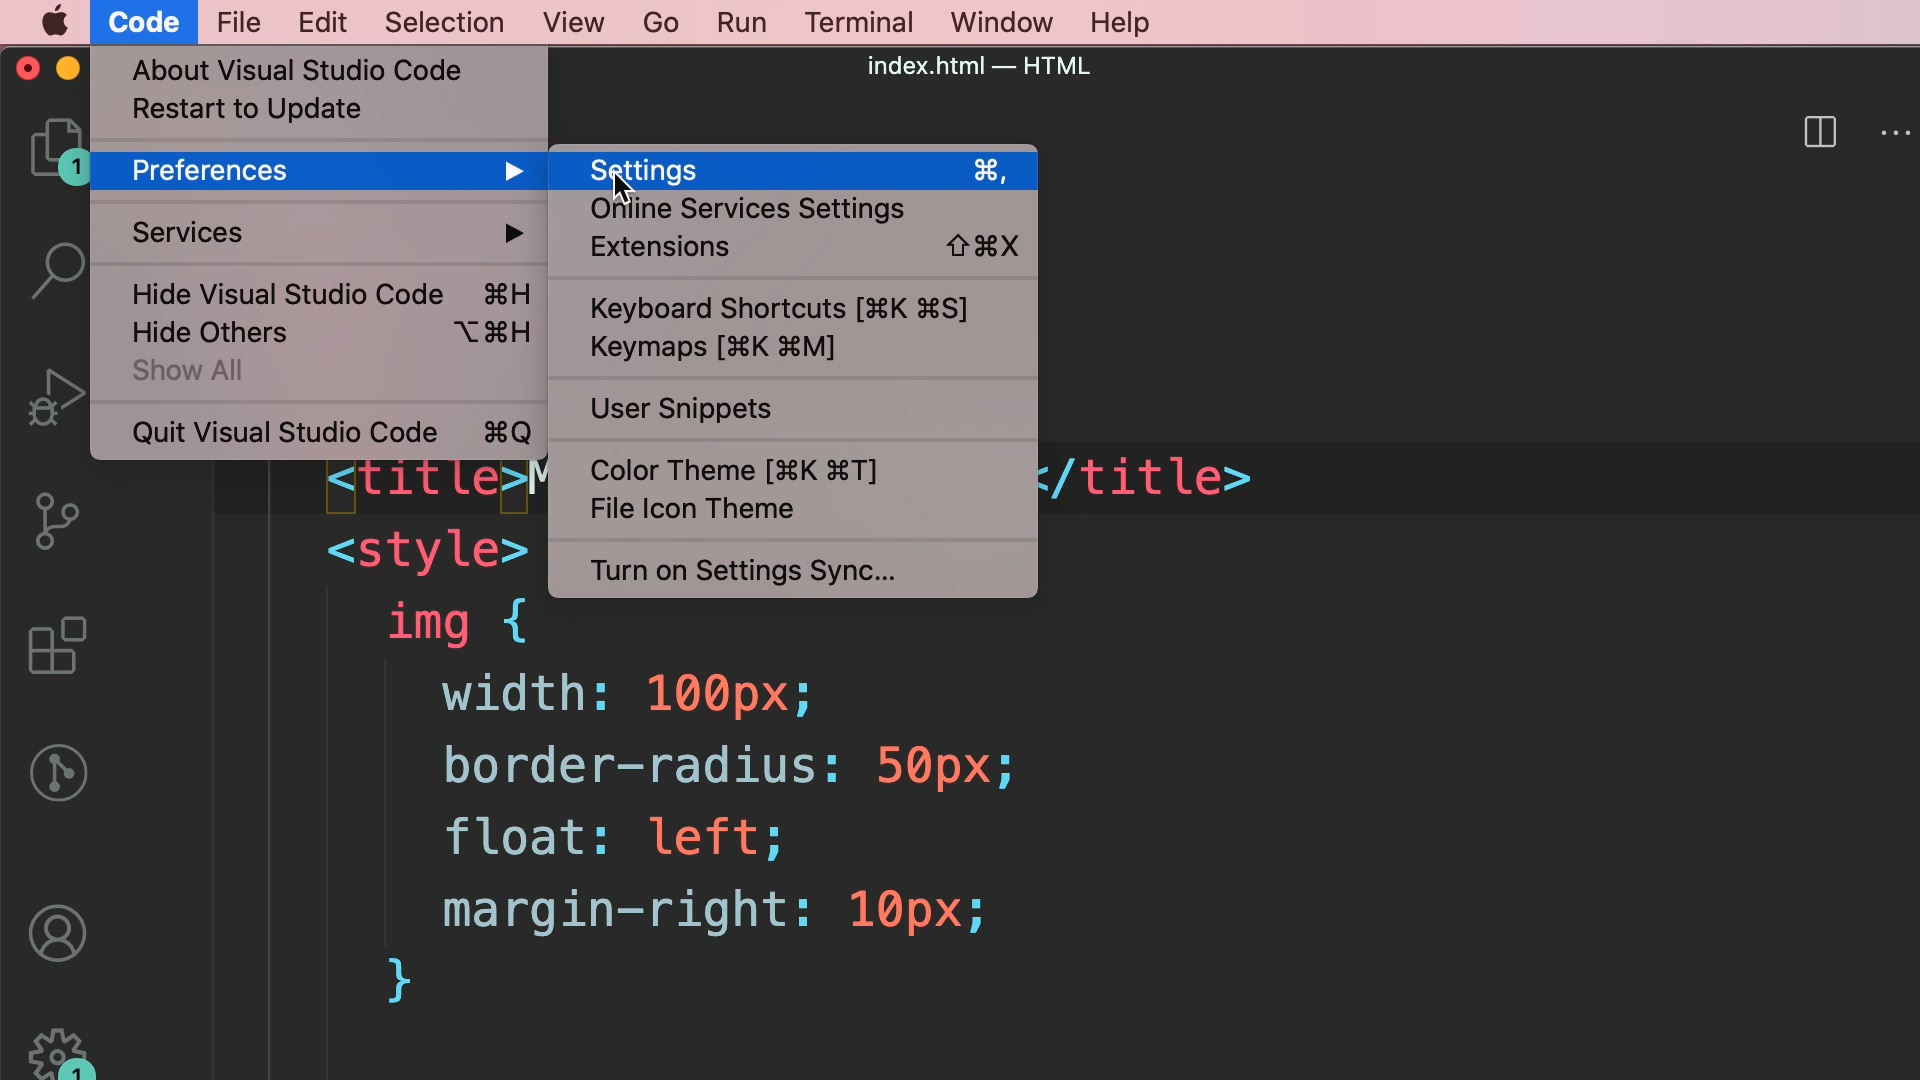 Code File Edit Selection View Go Run Terminal Window Help
index.html — HTML
About Visual Studio Code
Restart to Update
Preferences ▶
Services ▶
Hide Visual Studio Code ⌘H
Hide Others ⌥⌘H
Show All
Quit Visual Studio Code ⌘Q
Settings ⌘,
Online Services Settings
Extensions ⇧⌘X
Keyboard Shortcuts [⌘K ⌘S]
Keymaps [⌘K ⌘M]
User Snippets
Color Theme [⌘K ⌘T]
File Icon Theme
Turn on Settings Sync...
1
<title> </title>
<style>
img {
width: 100px;
border-radius: 50px;
float: left;
margin-right: 10px;
}
1